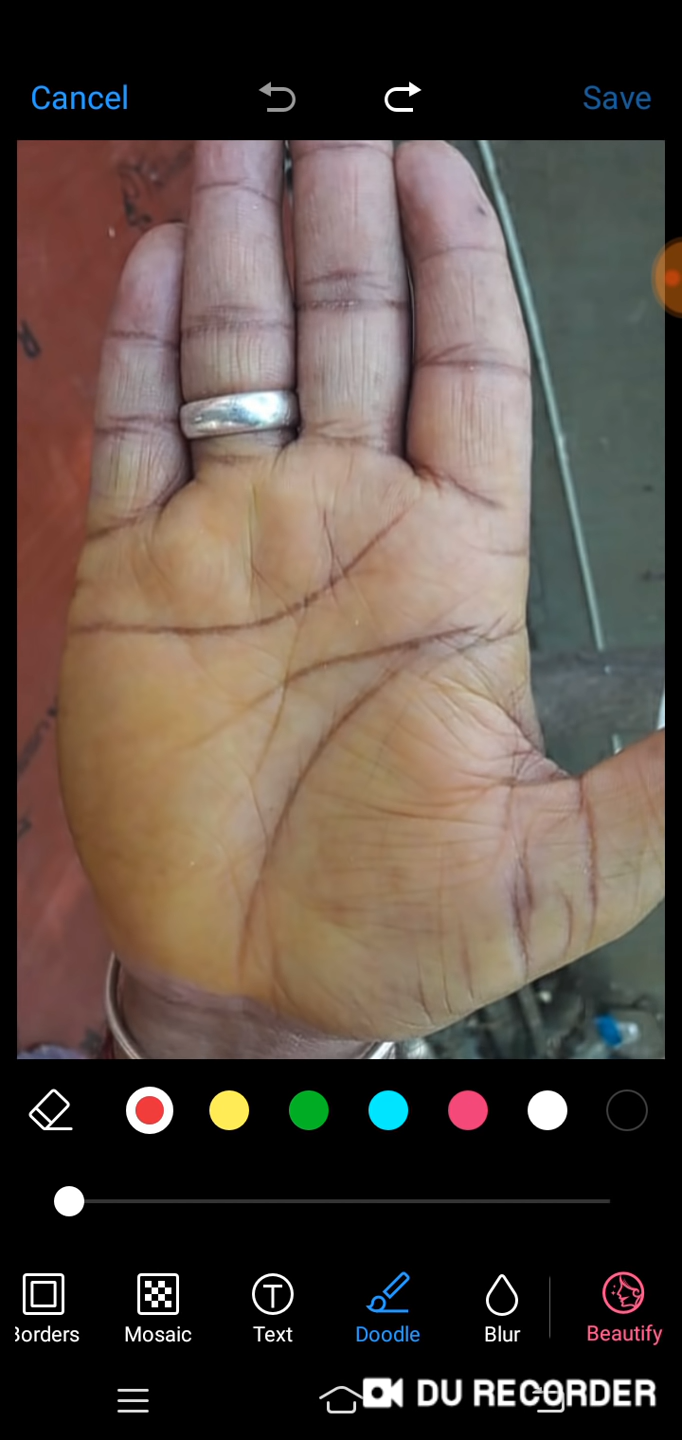 Cancel
Save
Borders
Mosaic
Text
Doodle
Blur
Beautify
DU RECORDER